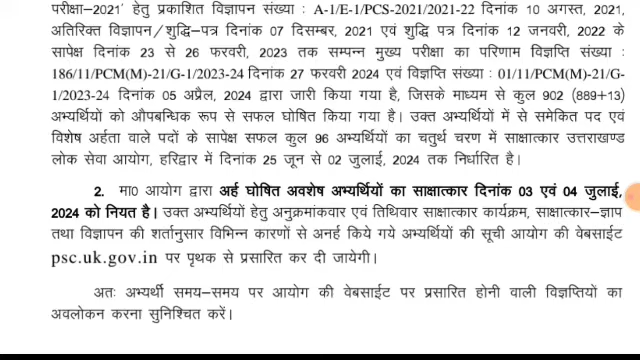 परीक्षा–2021' हेतु प्रकाशित विज्ञापन संख्या : A-1/E-1/PCS-2021/2021-22 दिनांक 10 अगस्त, 2021,
अतिरिक्त विज्ञापन/शुद्धि–पत्र दिनांक 07 दिसम्बर, 2021 एवं शुद्धि पत्र दिनांक 12 जनवरी, 2022 के
सापेक्ष दिनांक 23 से 26 फरवरी, 2023 तक सम्पन्न मुख्य परीक्षा का परिणाम विज्ञप्ति संख्या :
186/11/PCM(M)-21/G-1/2023-24 दिनांक 27 फरवरी 2024 एवं विज्ञप्ति संख्या : 01/11/PCM(M)-21/G-
1/2023-24 दिनांक 05 अप्रैल, 2024 द्वारा जारी किया गया है, जिसके माध्यम से कुल 902 (889+13)
अभ्यर्थियों को औपबन्धिक रूप से सफल घोषित किया गया है। उक्त अभ्यर्थियों में से समेकित पद एवं
विशेष अर्हता वाले पदों के सापेक्ष सफल कुल 96 अभ्यर्थियों का चतुर्थ चरण में साक्षात्कार उत्तराखण्ड
लोक सेवा आयोग, हरिद्वार में दिनांक 25 जून से 02 जुलाई, 2024 तक निर्धारित है।
2. मा0 आयोग द्वारा अर्ह घोषित अवशेष अभ्यर्थियों का साक्षात्कार दिनांक 03 एवं 04 जुलाई,
2024 को नियत है। उक्त अभ्यर्थियों हेतु अनुक्रमांकवार एवं तिथिवार साक्षात्कार कार्यक्रम, साक्षात्कार–ज्ञाप
तथा विज्ञापन की शर्तानुसार विभिन्न कारणों से अनर्ह किये गये अभ्यर्थियों की सूची आयोग की वेबसाईट
psc.uk.gov.in पर पृथक से प्रसारित कर दी जायेगी।
अतः अभ्यर्थी समय–समय पर आयोग की वेबसाईट पर प्रसारित होनी वाली विज्ञप्तियों का
अवलोकन करना सुनिश्चित करें।